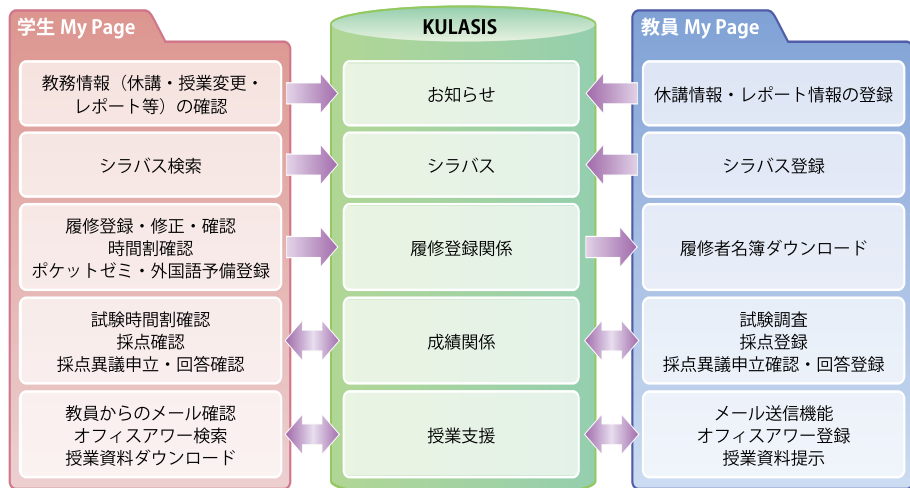 学生 My Page
KULASIS
教員 My Page
教務情報（休講・授業変更・
レポート等）の確認
お知らせ
休講情報・レポート情報の登録
シラバス検索
シラバス
シラバス登録
履修登録・修正・確認
時間割確認
ポケットゼミ・外国語予備登録
履修登録関係
履修者名簿ダウンロード
試験時間割確認
採点確認
採点異議申立・回答確認
成績関係
試験調査
採点登録
採点異議申立確認・回答登録
教員からのメール確認
オフィスアワー検索
授業資料ダウンロード
授業支援
メール送信機能
オフィスアワー登録
授業資料提示